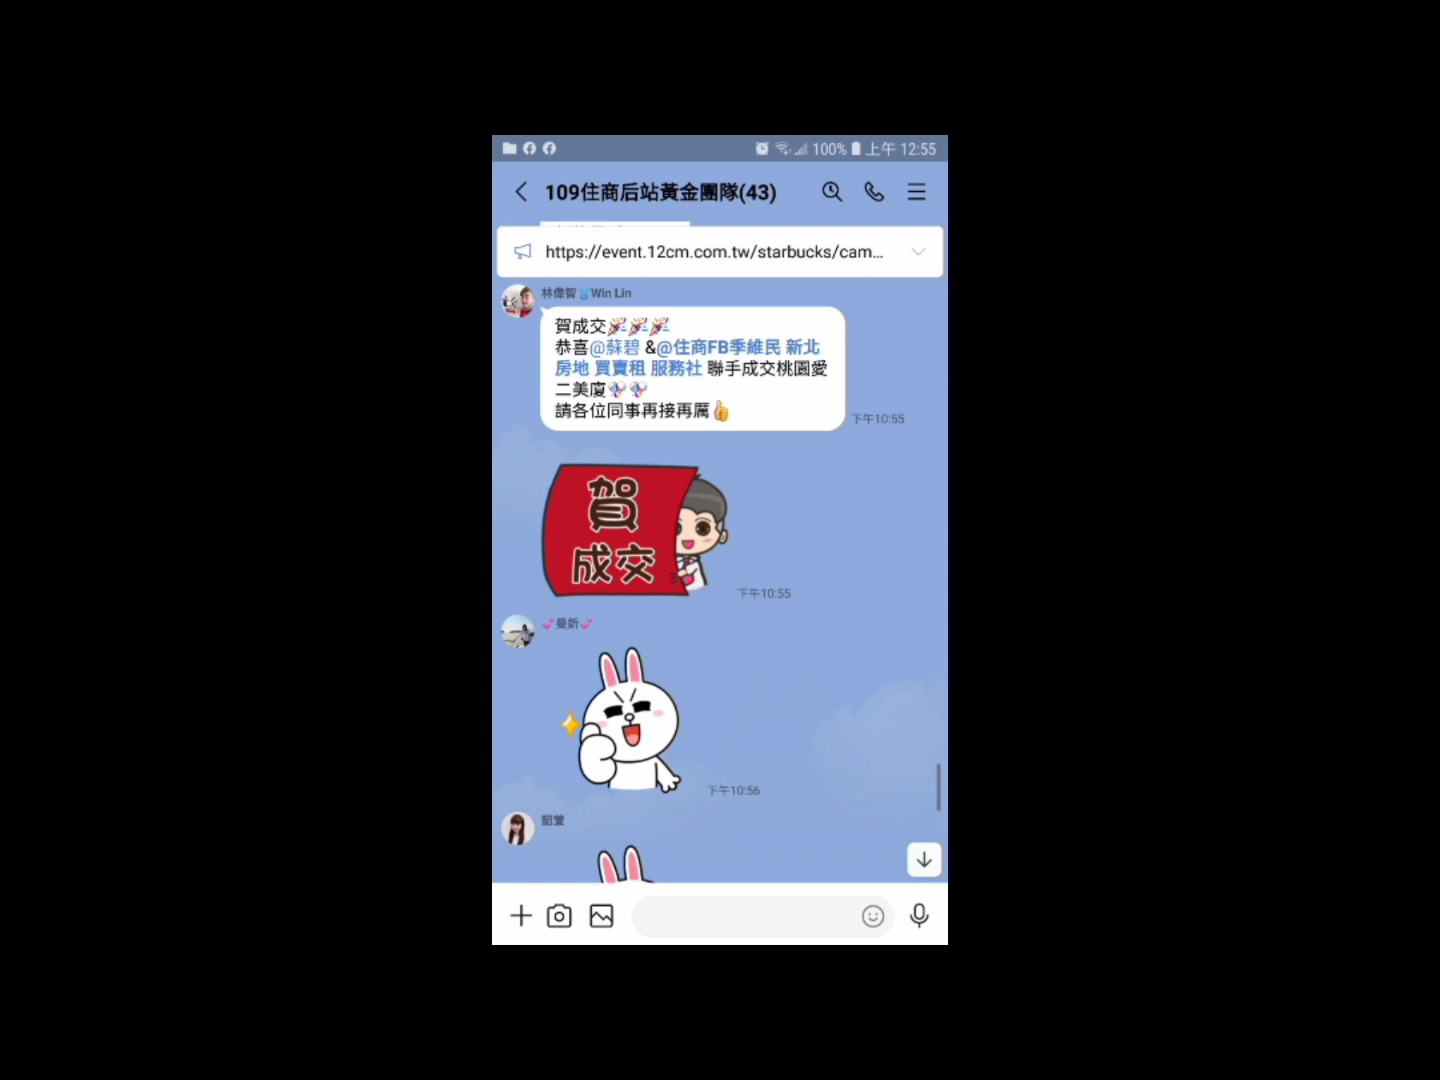 100% 上午 12:55
109住商后站黃金團隊(43)
https://event.12cm.com.tw/starbucks/cam...
林偉智 Win Lin
賀成交🎉🎉🎉
恭喜@蘇碧 &@住商FB季維民 新北
房地 買賣租 服務社 聯手成交桃園愛
二美廈
請各位同事再接再厲👍
下午10:55
賀
成交
下午10:55
💕曼妡💕
下午10:56
韶萱